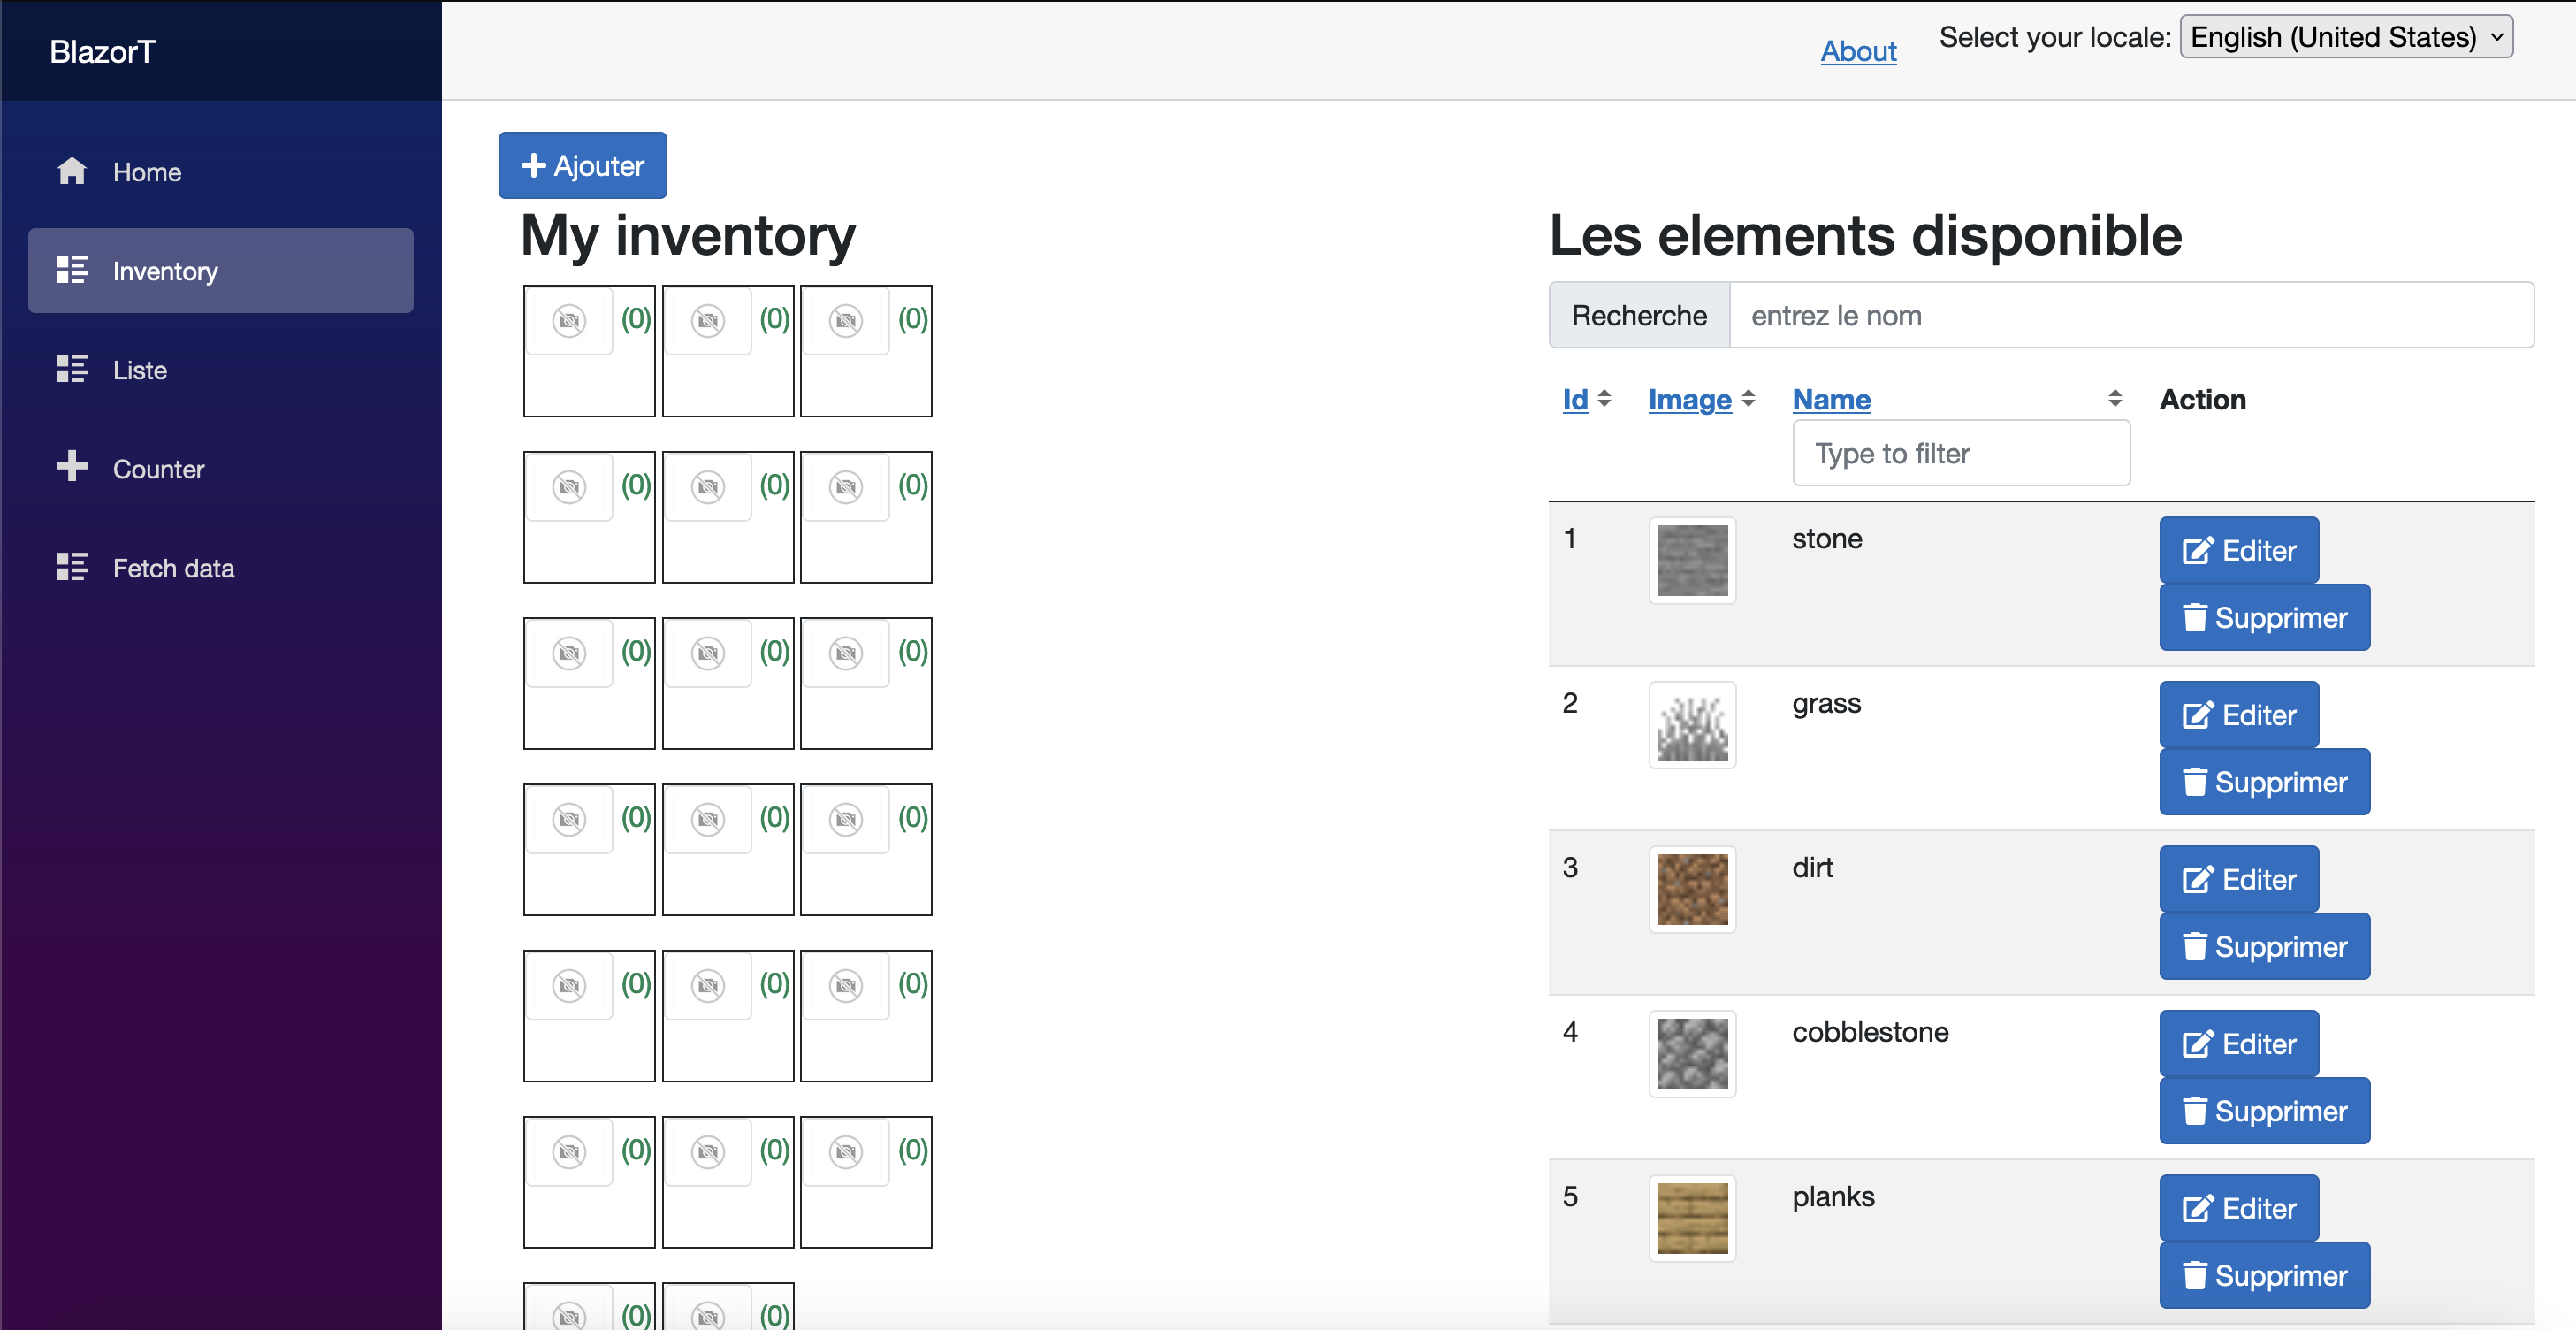 BlazorT
About
Select your locale: English (United States)
Home
Inventory
Liste
Counter
Fetch data
Ajouter
My inventory
(0) (0) (0)
(0) (0) (0)
(0) (0) (0)
(0) (0) (0)
(0) (0) (0)
(0) (0) (0)
(0) (0)
Les elements disponible
Recherche entrez le nom
Id Image Name Action
Type to filter
1 stone Editer
Supprimer
2 grass Editer
Supprimer
3 dirt Editer
Supprimer
4 cobblestone Editer
Supprimer
5 planks Editer
Supprimer